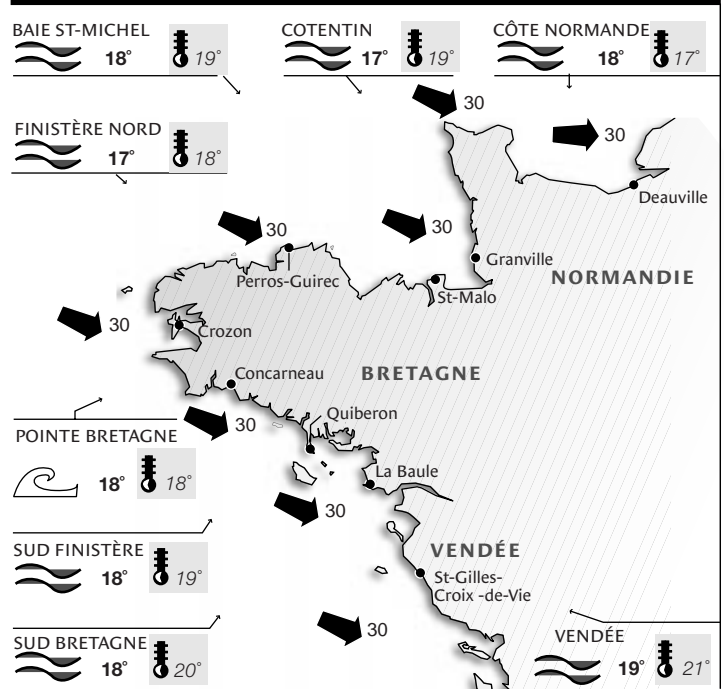 BAIE ST-MICHEL
18° 19°
COTENTIN
17° 19°
CÔTE NORMANDE
18° 17°
30
30
FINISTÈRE NORD
17° 18°
Deauville
30
30
Granville
Perros-Guirec
St-Malo
NORMANDIE
30
Crozon
Concarneau
BRETAGNE
30
Quiberon
POINTE BRETAGNE
18° 18°
La Baule
30
SUD FINISTÈRE
18° 19°
VENDÉE
St-Gilles-
Croix -de-Vie
30
SUD BRETAGNE
18° 20°
VENDÉE
19° 21°